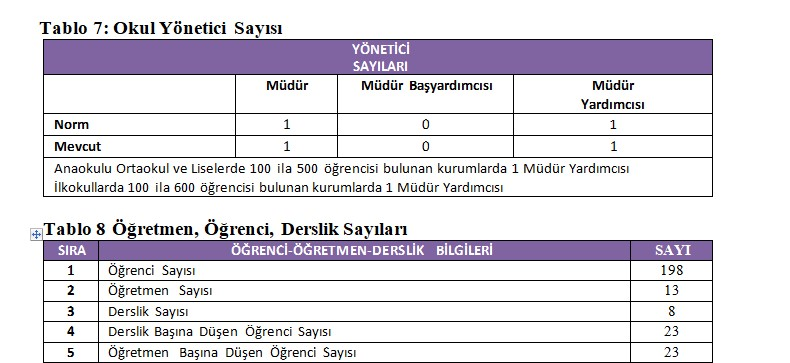 Tablo 7: Okul Yönetici Sayısı
YÖNETİCİ
SAYILARI
Müdür Müdür Başyardımcısı Müdür
Yardımcısı
Norm 1 0 1
Mevcut 1 0 1
Anaokulu Ortaokul ve Liselerde 100 ila 500 öğrencisi bulunan kurumlarda 1 Müdür Yardımcısı
İlkokullarda 100 ila 600 öğrencisi bulunan kurumlarda 1 Müdür Yardımcısı
Tablo 8 Öğretmen, Öğrenci, Derslik Sayıları
SIRA ÖĞRENCİ-ÖĞRETMEN-DERSLİK BİLGİLERİ SAYI
1 Öğrenci Sayısı 198
2 Öğretmen Sayısı 13
3 Derslik Sayısı 8
4 Derslik Başına Düşen Öğrenci Sayısı 23
5 Öğretmen Başına Düşen Öğrenci Sayısı 23